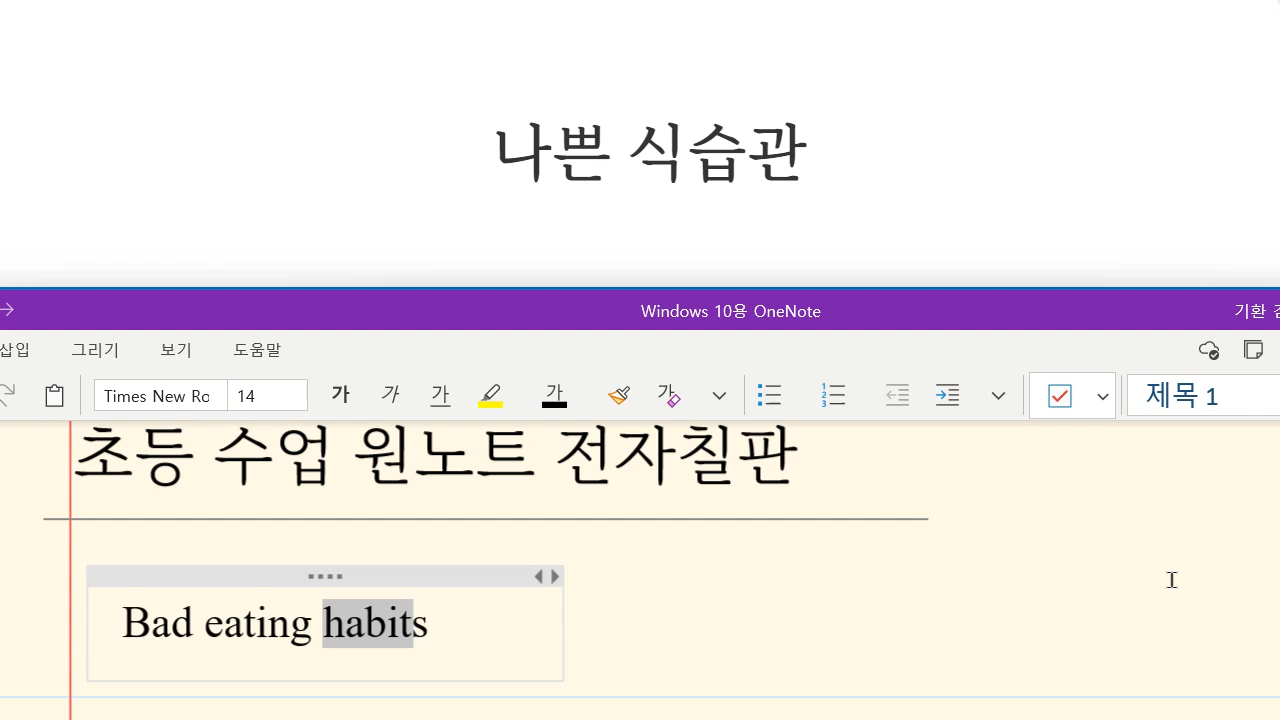 나쁜 식습관
Windows 10용 OneNote
기환
삽입 그리기 보기 도움말
Times New Ro 14 가 가 가 가 가 제목 1
초등 수업 원노트 전자칠판
Bad eating habits